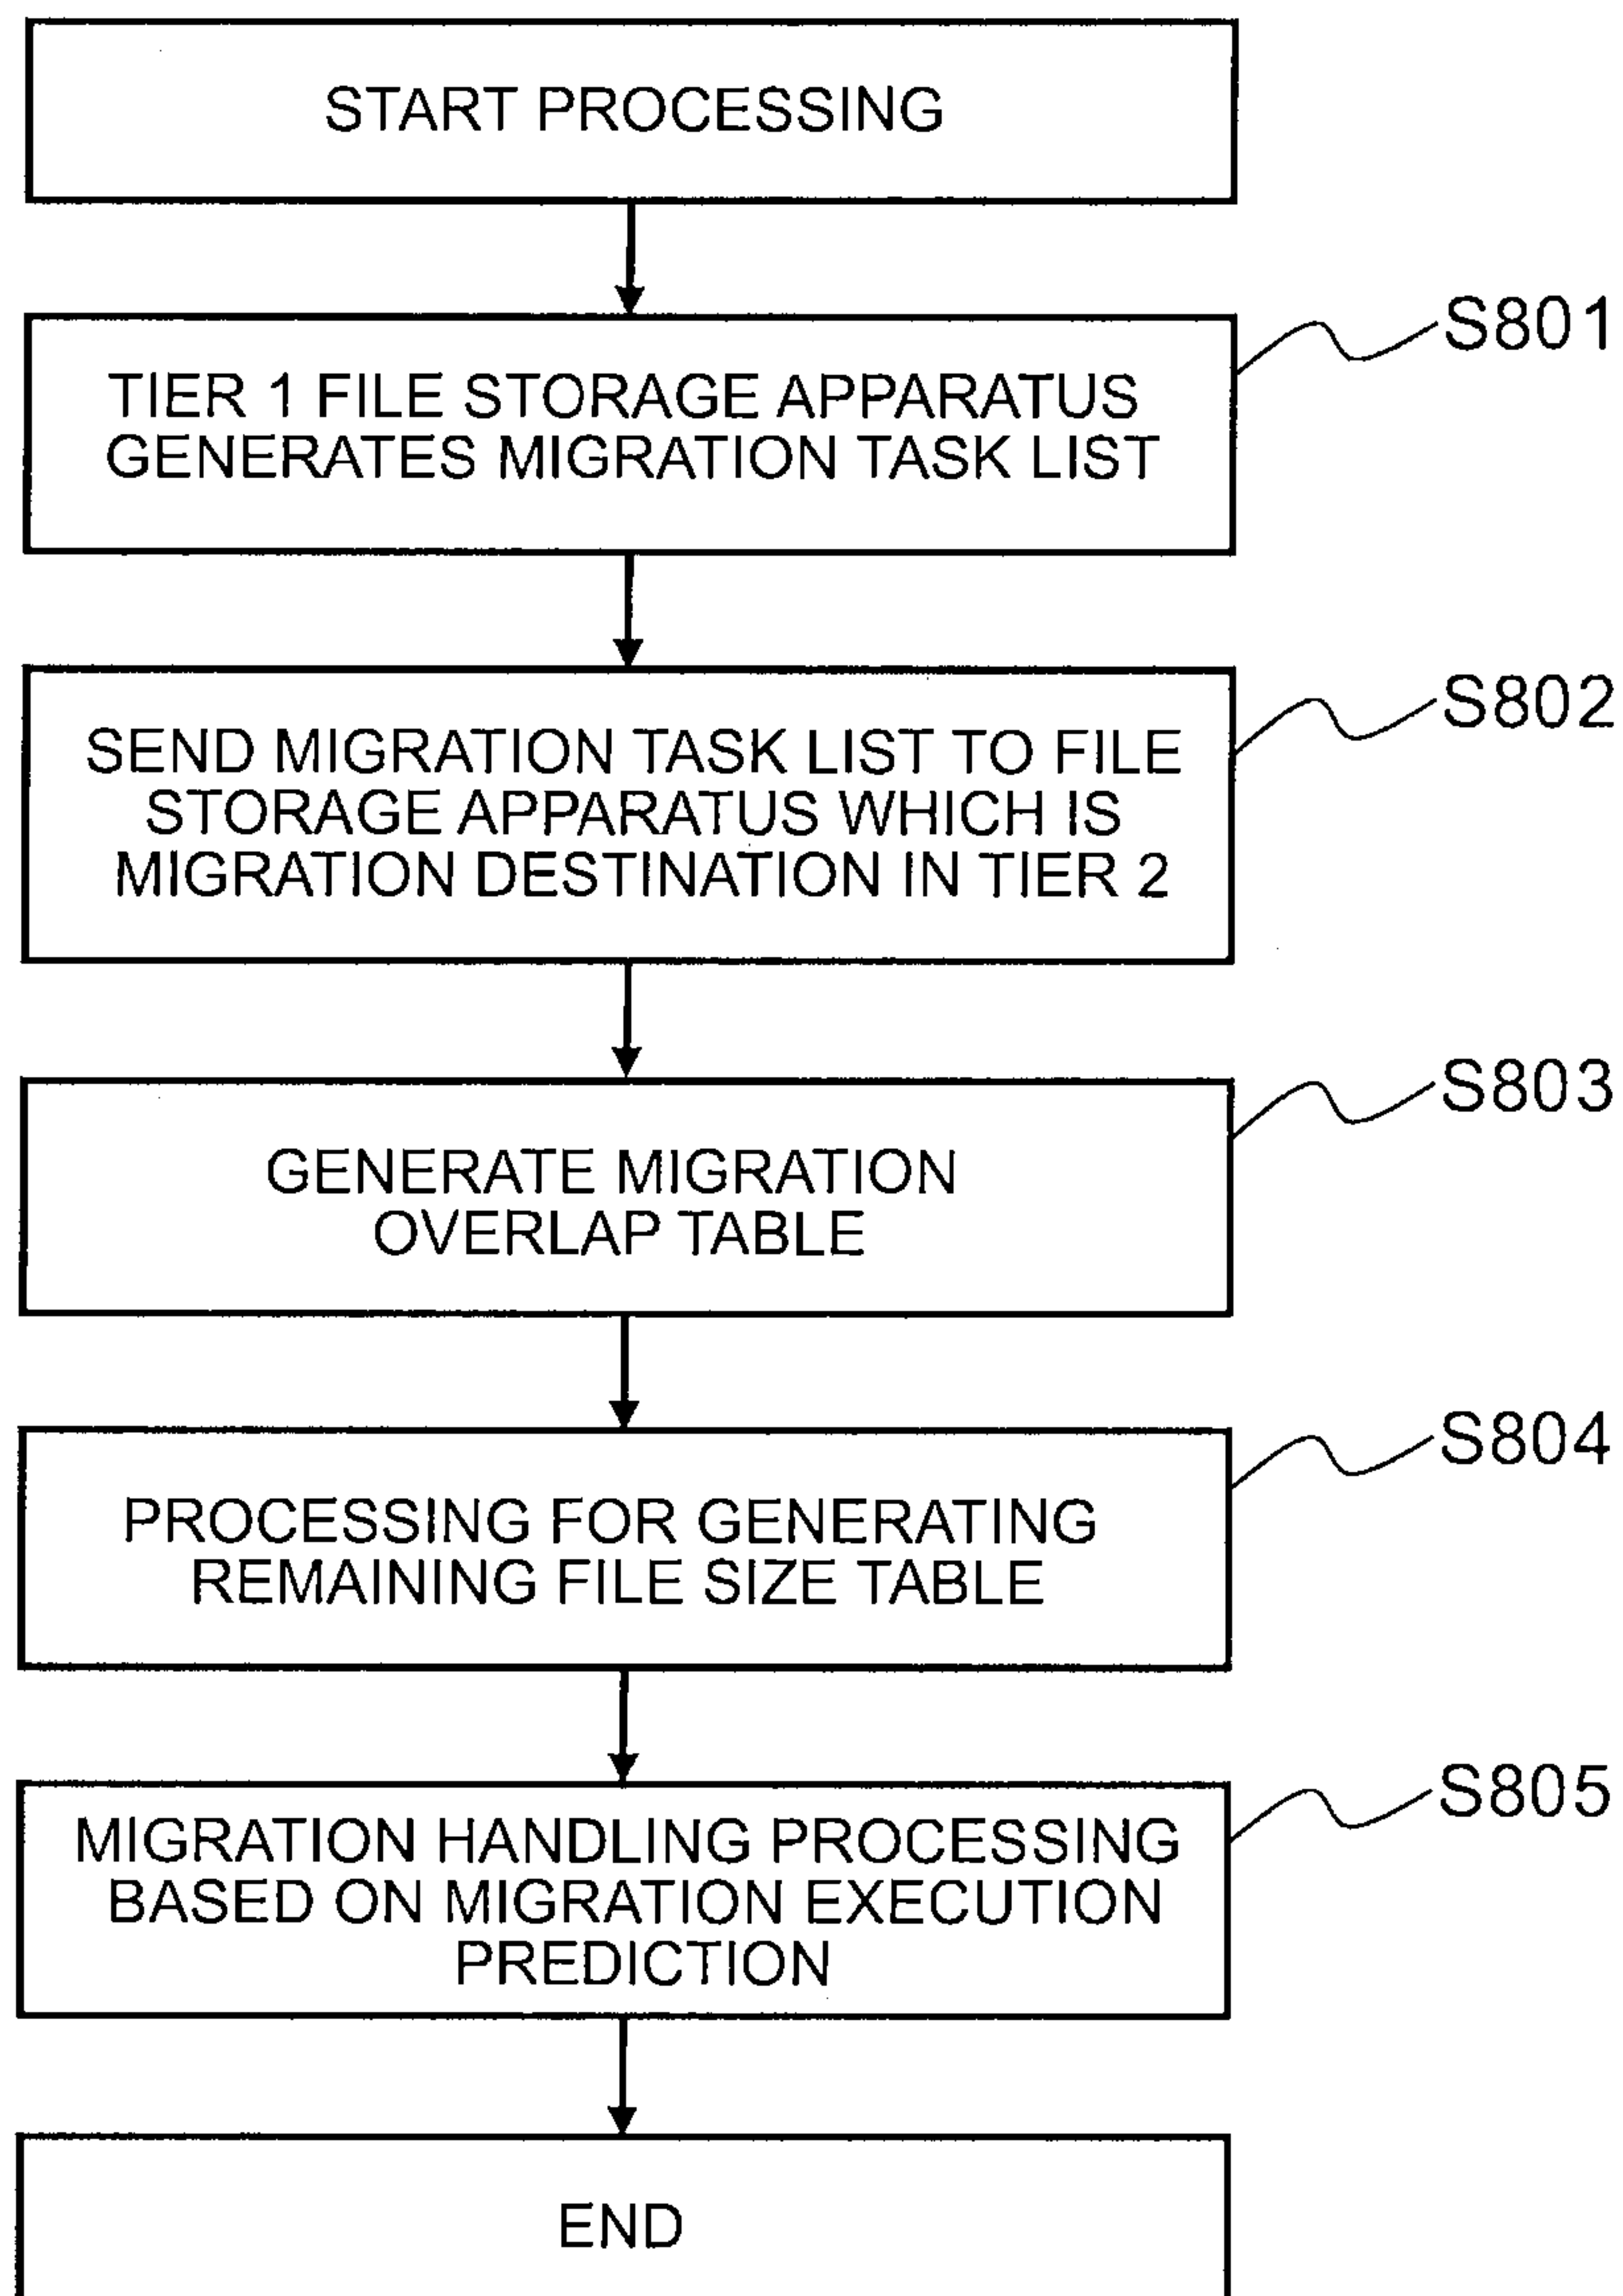 START PROCESSING
S801
TIER 1 FILE STORAGE APPARATUS
GENERATES MIGRATION TASK LIST
S802
SEND MIGRATION TASK LIST TO FILE
STORAGE APPARATUS WHICH IS
MIGRATION DESTINATION IN TIER 2
S803
GENERATE MIGRATION
OVERLAP TABLE
S804
PROCESSING FOR GENERATING
REMAINING FILE SIZE TABLE
S805
MIGRATION HANDLING PROCESSING
BASED ON MIGRATION EXECUTION
PREDICTION
END